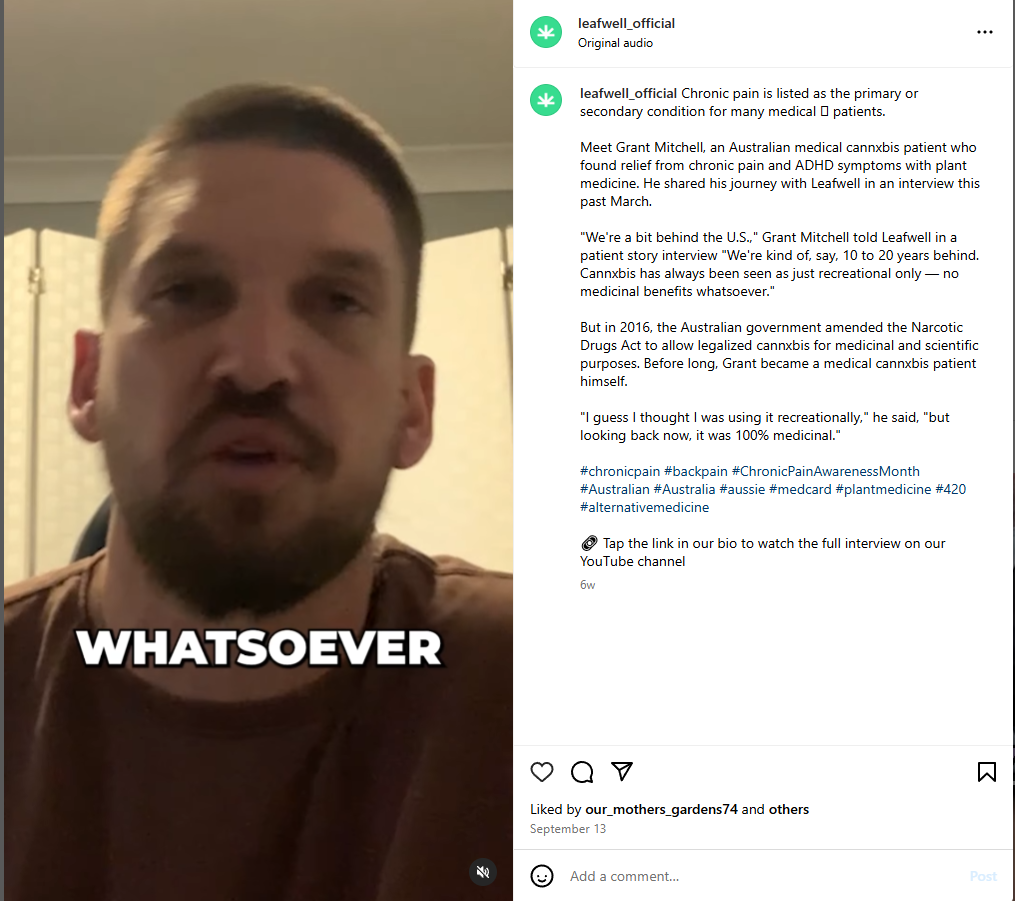 WHATSOEVER
leafwell_official
Original audio
leafwell_official Chronic pain is listed as the primary or
secondary condition for many medical ▯ patients.
Meet Grant Mitchell, an Australian medical cannxbis patient who
found relief from chronic pain and ADHD symptoms with plant
medicine. He shared his journey with Leafwell in an interview this
past March.
"We're a bit behind the U.S.," Grant Mitchell told Leafwell in a
patient story interview "We're kind of, say, 10 to 20 years behind.
Cannxbis has always been seen as just recreational only — no
medicinal benefits whatsoever."
But in 2016, the Australian government amended the Narcotic
Drugs Act to allow legalized cannxbis for medicinal and scientific
purposes. Before long, Grant became a medical cannxbis patient
himself.
"I guess I thought I was using it recreationally," he said, "but
looking back now, it was 100% medicinal."
#chronicpain #backpain #ChronicPainAwarenessMonth
#Australian #Australia #aussie #medcard #plantmedicine #420
#alternativemedicine
🔗 Tap the link in our bio to watch the full interview on our
YouTube channel
6w
Liked by our_mothers_gardens74 and others
September 13
Add a comment...
Post